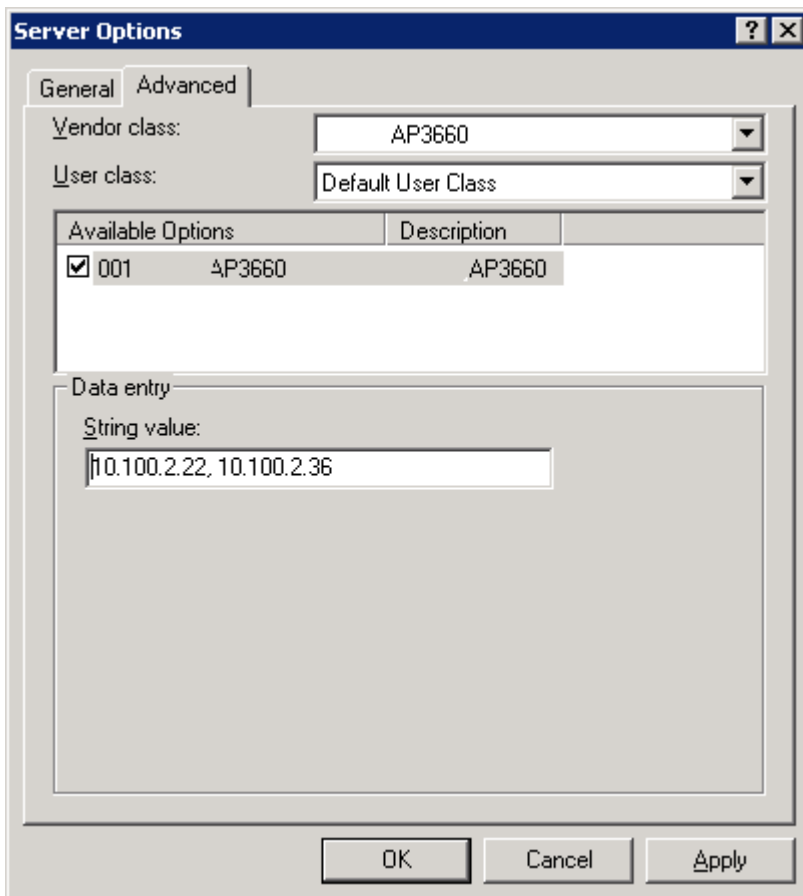 Server Options
General Advanced
Vendor class: AP3660
User class: Default User Class
Available Options Description
001 AP3660 AP3660
Data entry
String value:
10.100.2.22, 10.100.2.36
OK Cancel Apply